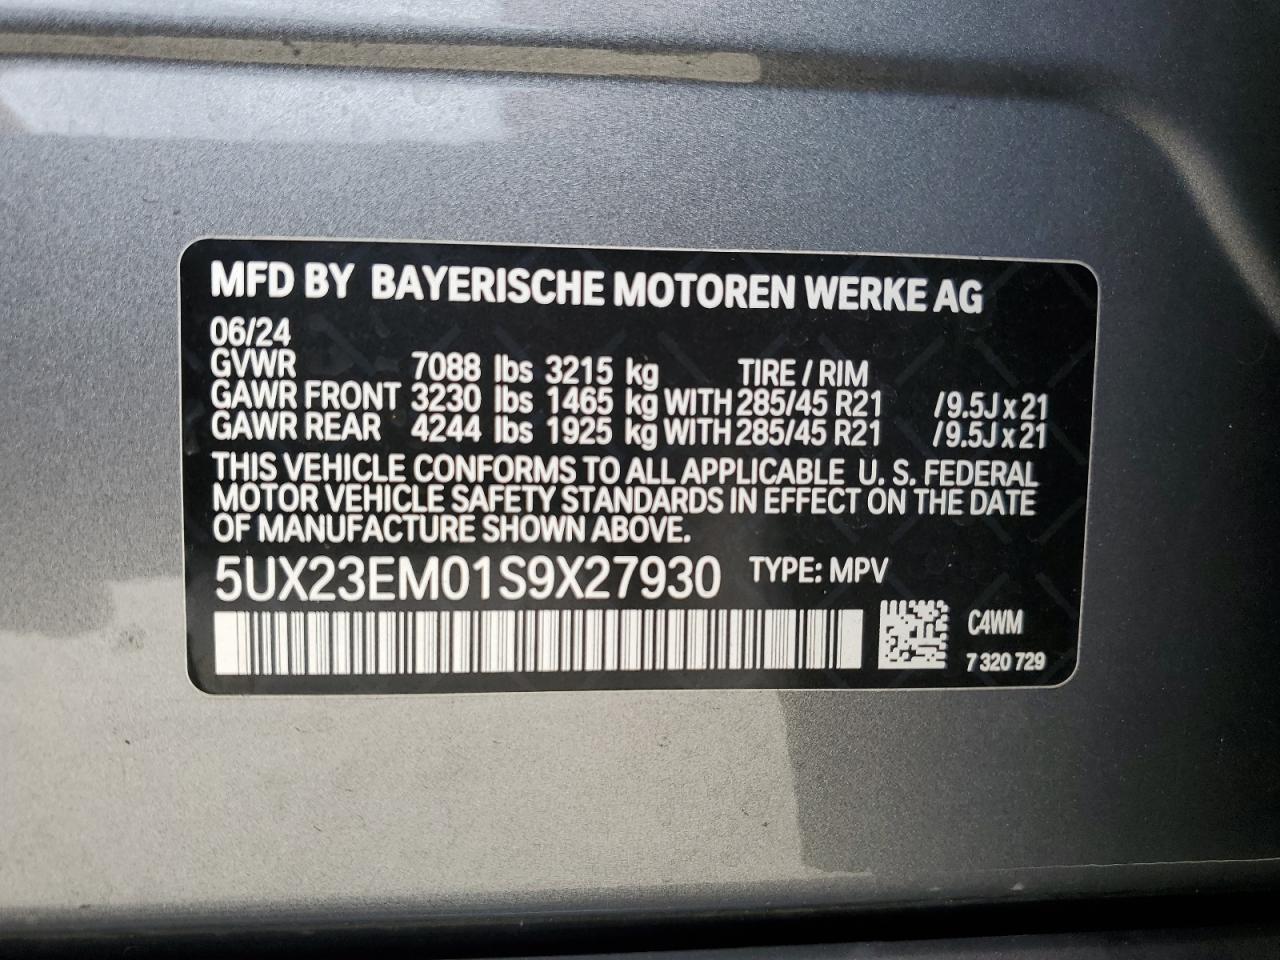 MFD BY BAYERISCHE MOTOREN WERKE AG
06/24
GVWR 7088 lbs 3215 kg TIRE / RIM
GAWR FRONT 3230 lbs 1465 kg WITH 285/45 R21 /9.5J x 21
GAWR REAR 4244 lbs 1925 kg WITH 285/45 R21 /9.5J x 21
THIS VEHICLE CONFORMS TO ALL APPLICABLE U. S. FEDERAL
MOTOR VEHICLE SAFETY STANDARDS IN EFFECT ON THE DATE
OF MANUFACTURE SHOWN ABOVE.
5UX23EM01S9X27930 TYPE: MPV
C4WM
7 320 729